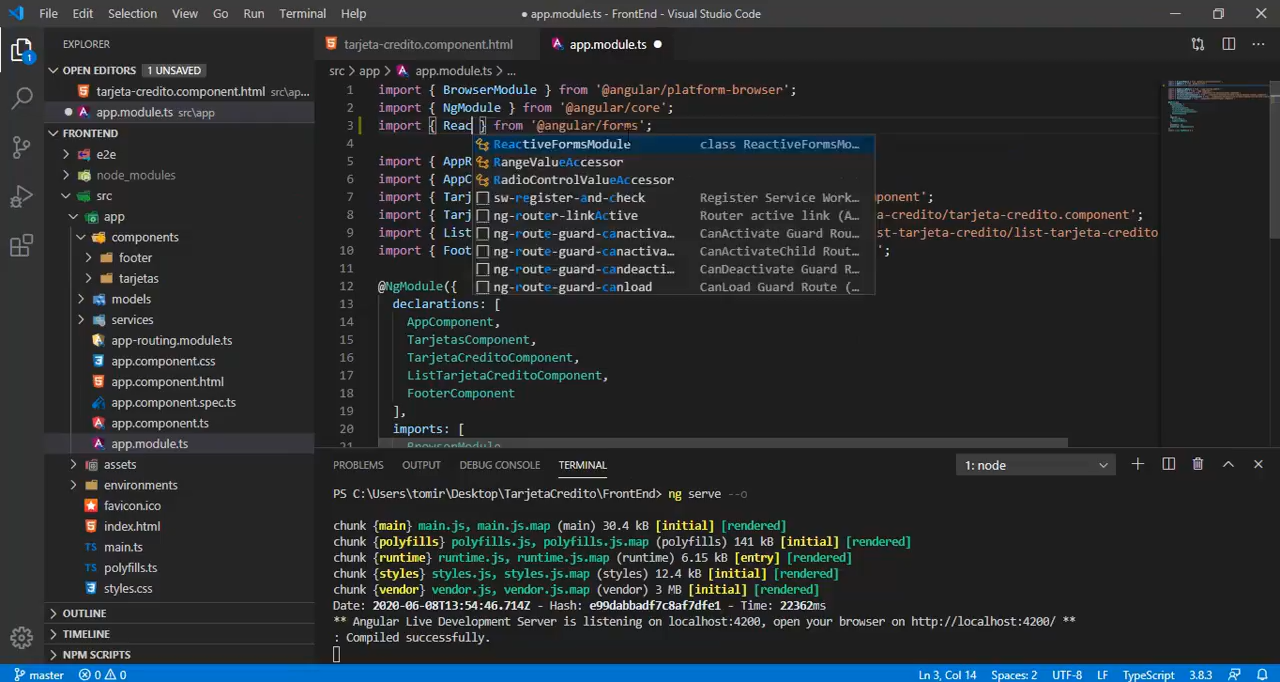 File Edit Selection View Go Run Terminal Help
● app.module.ts - FrontEnd - Visual Studio Code
EXPLORER
OPEN EDITORS 1 UNSAVED
tarjeta-credito.component.html src\ap...
● app.module.ts src\app
FRONTEND
e2e
node_modules
src
app
components
footer
tarjetas
models
services
app-routing.module.ts
app.component.css
app.component.html
app.component.spec.ts
app.component.ts
app.module.ts
assets
environments
favicon.ico
index.html
TS main.ts
TS polyfills.ts
styles.css
OUTLINE
TIMELINE
NPM SCRIPTS
tarjeta-credito.component.html
app.module.ts ●
src > app > app.module.ts > ...
1 import { BrowserModule } from '@angular/platform-browser';
2 import { NgModule } from '@angular/core';
3 import { Reac } from '@angular/forms';
4
5 import { AppR
6 import { AppC
7 import { Tarj onent';
8 import { Tarj a-credito/tarjeta-credito.component';
9 import { List st-tarjeta-credito/list-tarjeta-credito
10 import { Foot ';
11
12 @NgModule({
13 declarations: [
14 AppComponent,
15 TarjetasComponent,
16 TarjetaCreditoComponent,
17 ListTarjetaCreditoComponent,
18 FooterComponent
19 ],
20 imports: [
21 BrowserModule
ReactiveFormsModule class ReactiveFormsMo...
RangeValueAccessor
RadioControlValueAccessor
sw-register-and-check Register Service Work...
ng-router-linkActive Router active link (A...
ng-route-guard-canactiva... CanActivate Guard Rou...
ng-route-guard-canactiva... CanActivateChild Rout...
ng-route-guard-candeacti... CanDeactivate Guard R...
ng-route-guard-canload CanLoad Guard Route (...
PROBLEMS OUTPUT DEBUG CONSOLE TERMINAL
1: node
PS C:\Users\tomir\Desktop\TarjetaCredito\FrontEnd> ng serve --o
chunk {main} main.js, main.js.map (main) 30.4 kB [initial] [rendered]
chunk {polyfills} polyfills.js, polyfills.js.map (polyfills) 141 kB [initial] [rendered]
chunk {runtime} runtime.js, runtime.js.map (runtime) 6.15 kB [entry] [rendered]
chunk {styles} styles.js, styles.js.map (styles) 12.4 kB [initial] [rendered]
chunk {vendor} vendor.js, vendor.js.map (vendor) 3 MB [initial] [rendered]
Date: 2020-06-08T13:54:46.714Z - Hash: e99dabbadf7c8af7dfe1 - Time: 22362ms
** Angular Live Development Server is listening on localhost:4200, open your browser on http://localhost:4200/ **
: Compiled successfully.
master 0 0
Ln 3, Col 14 Spaces: 2 UTF-8 LF TypeScript 3.8.3